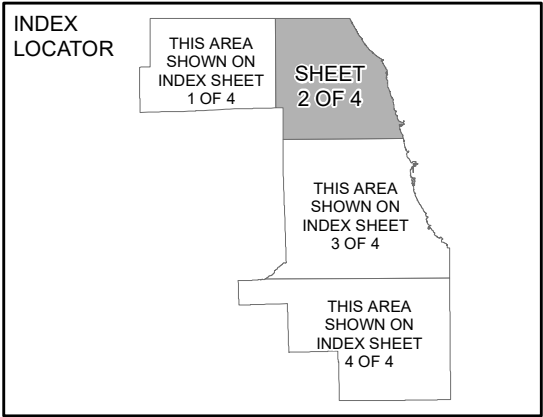 INDEX
LOCATOR
THIS AREA
SHOWN ON
INDEX SHEET
1 OF 4
SHEET
2 OF 4
THIS AREA
SHOWN ON
INDEX SHEET
3 OF 4
THIS AREA
SHOWN ON
INDEX SHEET
4 OF 4